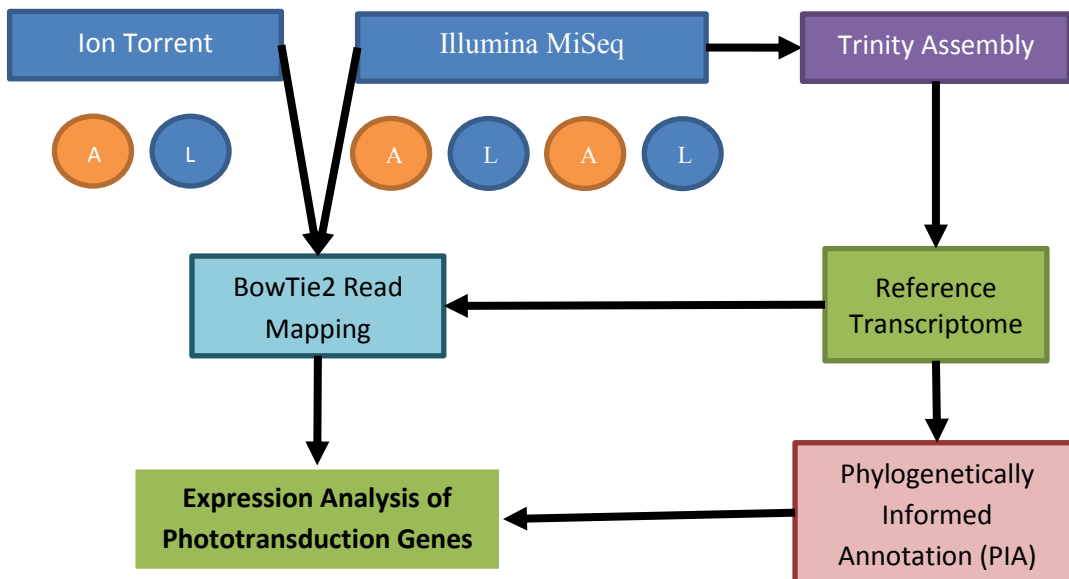 Ion Torrent
Illumina MiSeq
Trinity Assembly
A
L
A
L
A
L
BowTie2 Read
Mapping
Reference
Transcriptome
Expression Analysis of
Phototransduction Genes
Phylogenetically
Informed
Annotation (PIA)